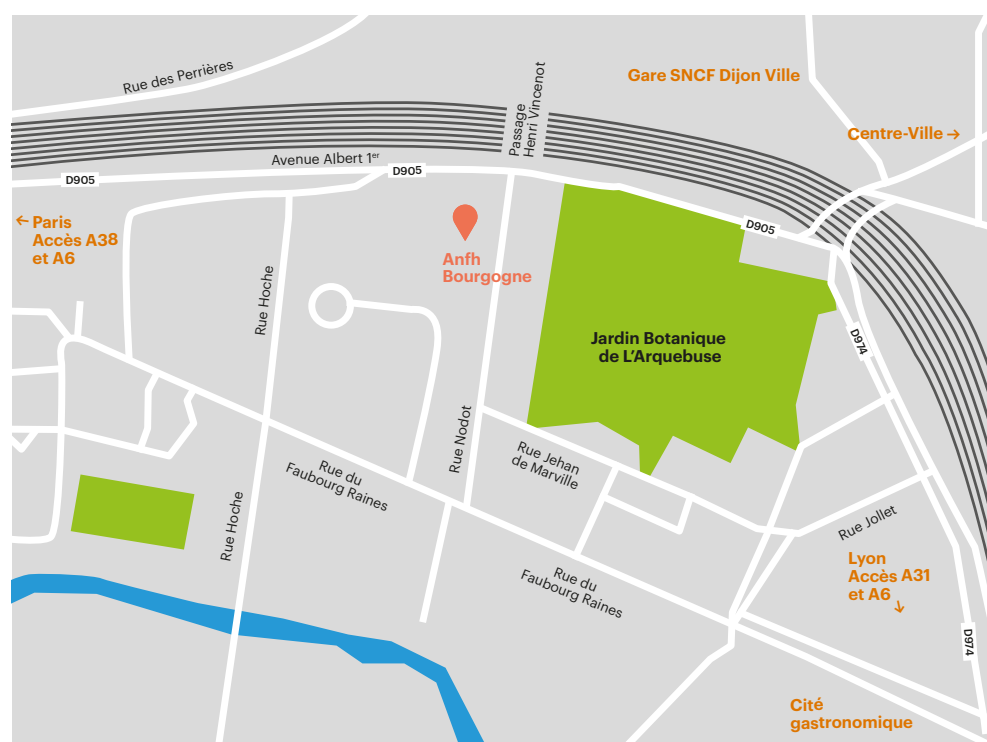 Rue des Perrières
Passage
Henri Vincenot
Gare SNCF Dijon Ville
Centre-Ville →
Avenue Albert 1er
D905
D905
← Paris
Accès A38
et A6
D905
Anfh
Bourgogne
Rue Hoche
Jardin Botanique
de L'Arquebuse
D974
Rue Nodot
Rue Jehan
de Marville
Rue du
Faubourg Raines
Rue Hoche
Rue Jollet
Lyon
Accès A31
et A6 ↓
Rue du
Faubourg Raines
D974
Cité
gastronomique